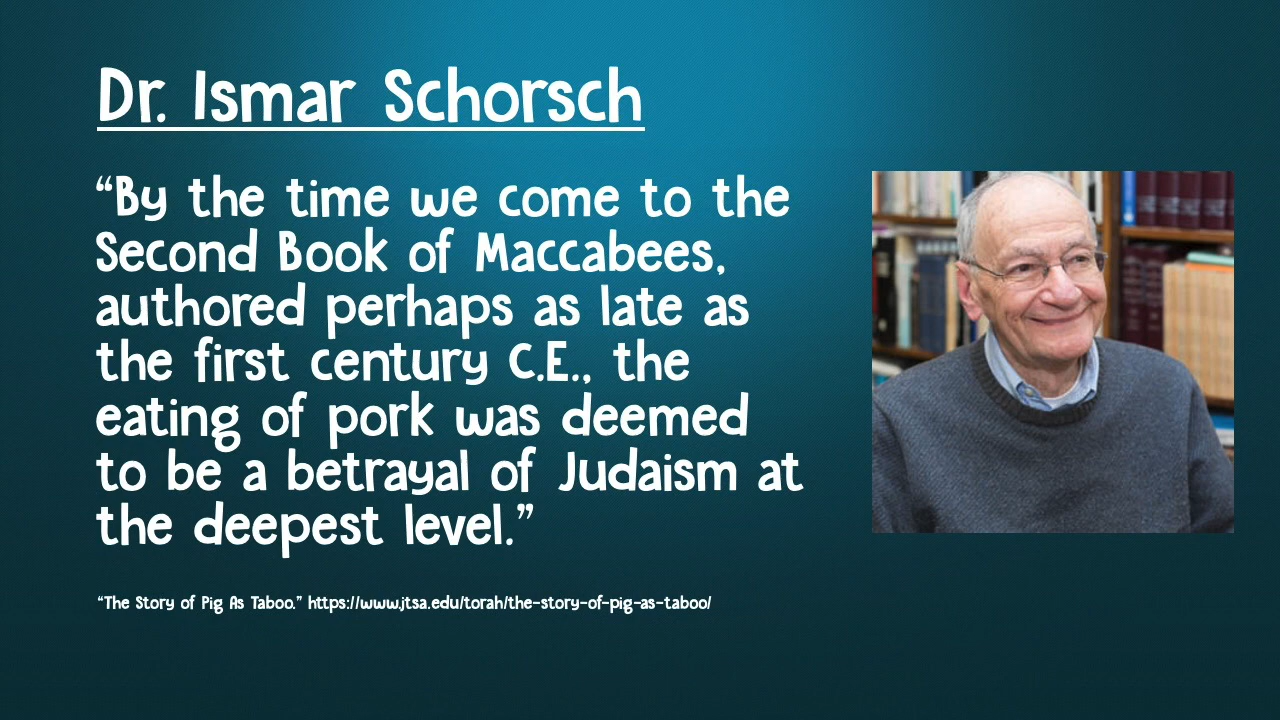 Dr. Ismar Schorsch
“By the time we come to the
Second Book of Maccabees,
authored perhaps as late as
the first century C.E., the
eating of pork was deemed
to be a betrayal of Judaism at
the deepest level.”
“The Story of Pig As Taboo.” https://www.jtsa.edu/torah/the-story-of-pig-as-taboo/